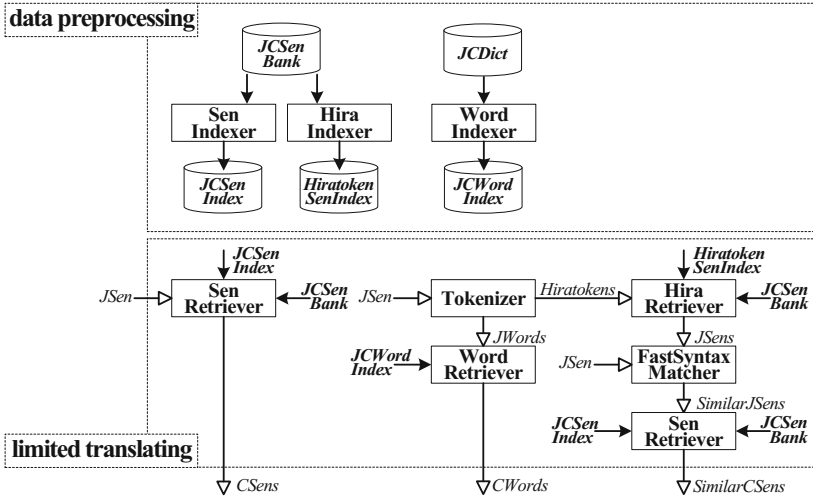 data preprocessing
JCSen
Bank
JCDict
Sen
Indexer
Hira
Indexer
Word
Indexer
JCSen
Index
Hiratoken
SenIndex
JCWord
Index
JCSen
Index
Hiratoken
SenIndex
JSen
Sen
Retriever
JCSen
Bank
JSen
Tokenizer
Hiratokens
Hira
Retriever
JCSen
Bank
JWords
JSens
JCWord
Index
Word
Retriever
JSen
FastSyntax
Matcher
SimilarJSens
JCSen
Index
Sen
Retriever
JCSen
Bank
limited translating
CSens
CWords
SimilarCSens